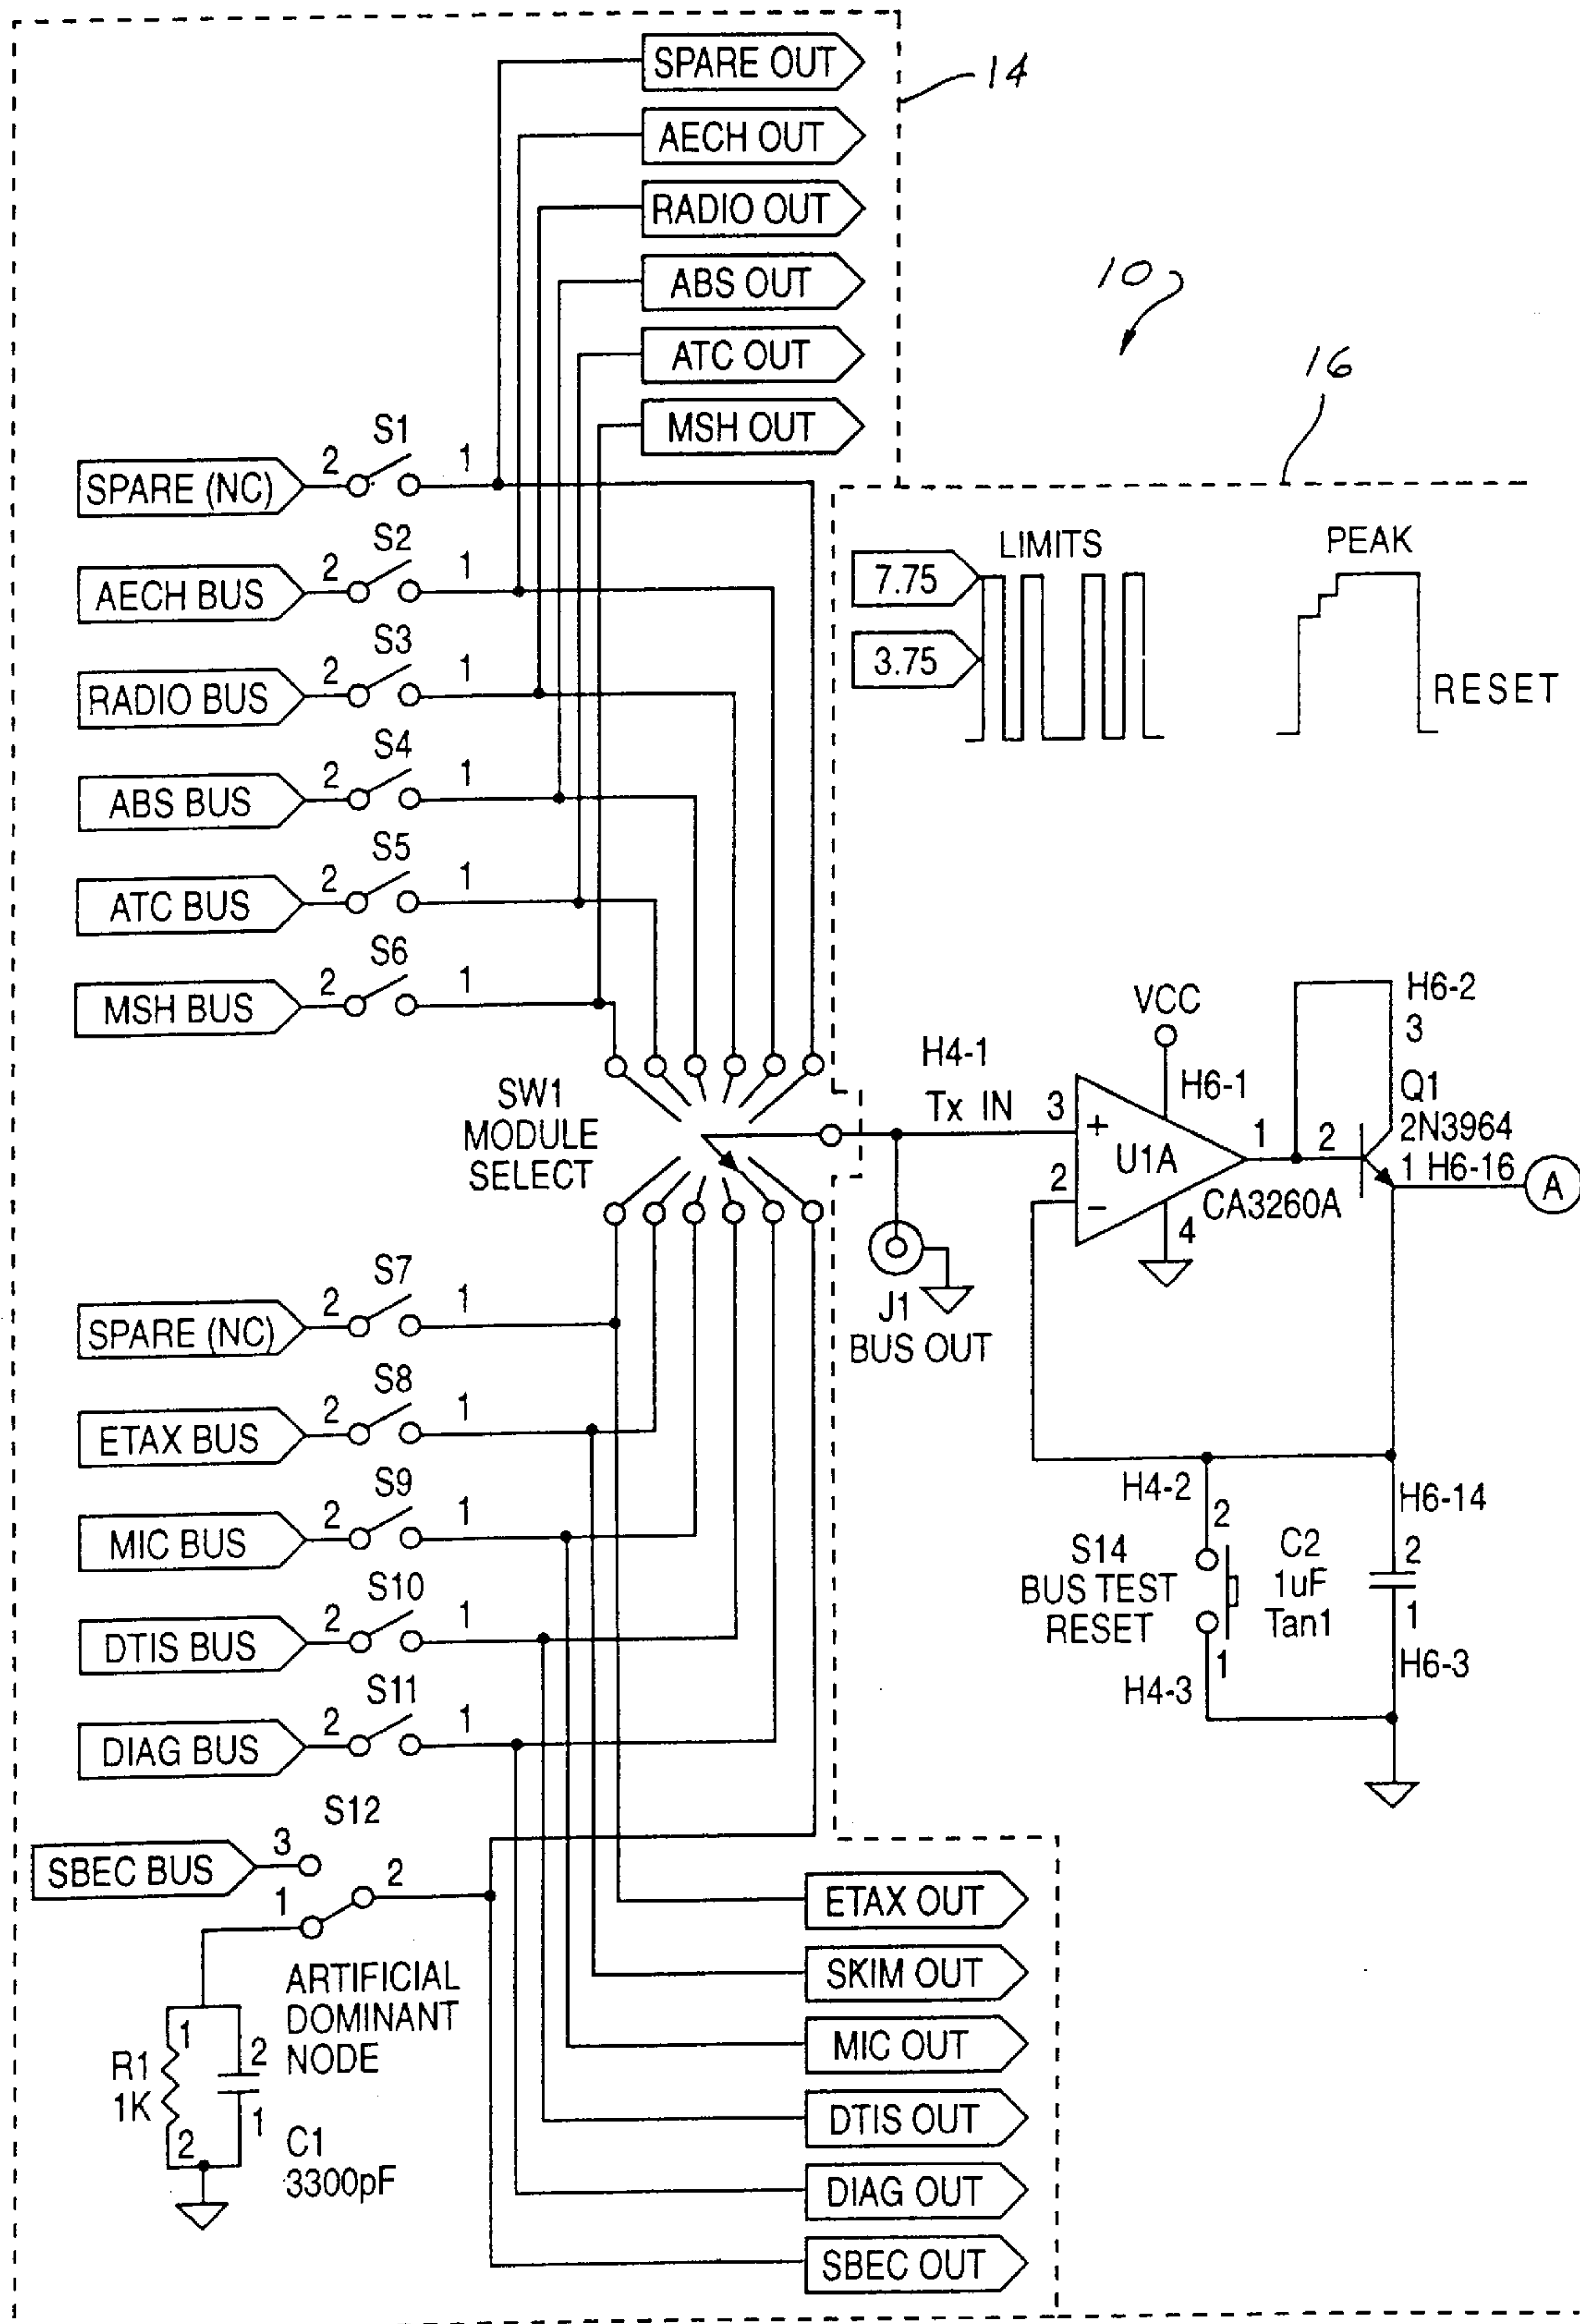 SPARE OUT
14
AECH OUT
RADIO OUT
ABS OUT
10
ATC OUT
16
MSH OUT
S1
SPARE (NC) 2 1
LIMITS
PEAK
7.75
3.75
RESET
S2
AECH BUS 2 1
S3
RADIO BUS 2 1
S4
ABS BUS 2 1
S5
ATC BUS 2 1
S6
MSH BUS 2 1
SW1
MODULE
SELECT
H4-1
Tx IN
VCC
H6-1
3
+
2
−
U1A
4
CA3260A
1
2
H6-2
3
Q1
2N3964
1 H6-16
A
J1
BUS OUT
S7
SPARE (NC) 2 1
S8
ETAX BUS 2 1
S9
MIC BUS 2 1
S10
DTIS BUS 2 1
S11
DIAG BUS 2 1
H4-2
2
S14
BUS TEST
RESET
1
H4-3
C2
1uF
Tan1
H6-14
2
1
H6-3
S12
SBEC BUS 3
1
2
ARTIFICIAL
DOMINANT
NODE
R1
1K
1
2
2
1
C1
3300pF
ETAX OUT
SKIM OUT
MIC OUT
DTIS OUT
DIAG OUT
SBEC OUT